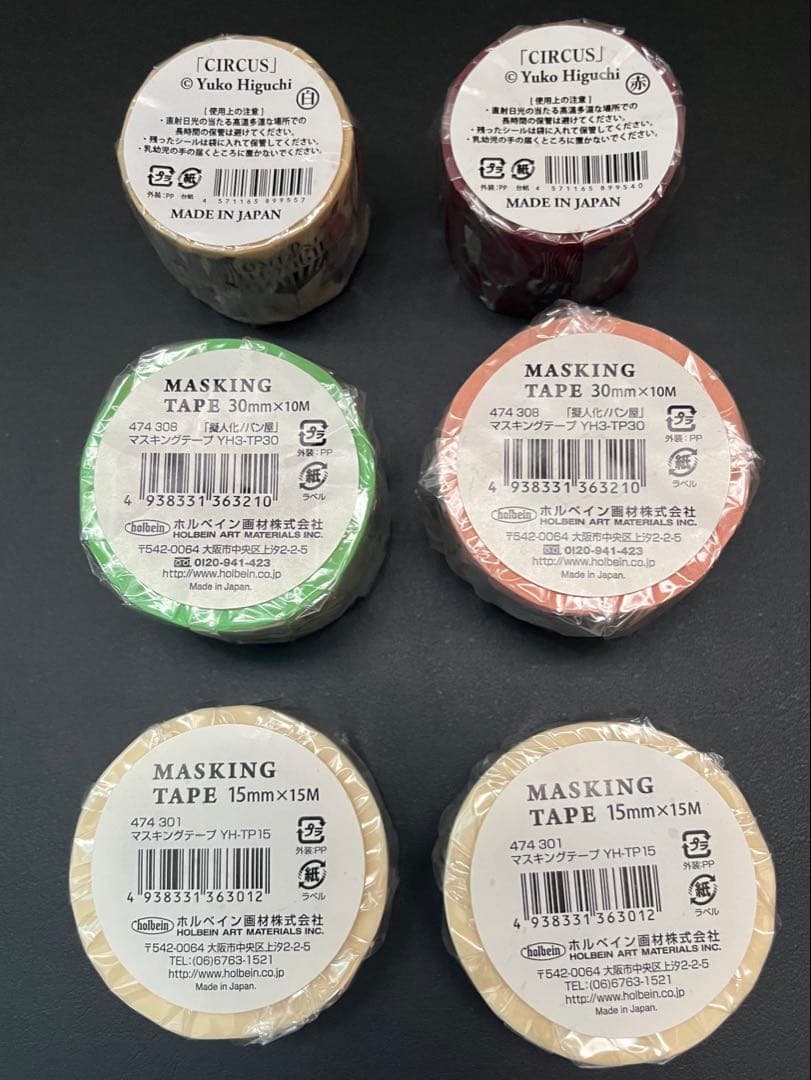 「CIRCUS」
© Yuko Higuchi
白
[ 使用上の注意 ]
・直射日光の当たる高温多湿な場所での
長時間の保管は避けてください。
・残ったシールは袋に入れて保管してください。
・乳幼児の手の届くところに置かないでください。
プラ
紙
外装:PP 台紙
4 571165 899557
MADE IN JAPAN
「CIRCUS」
© Yuko Higuchi
赤
[ 使用上の注意 ]
・直射日光の当たる高温多湿な場所での
長時間の保管は避けてください。
・残ったシールは袋に入れて保管してください。
・乳幼児の手の届くところに置かないでください。
プラ
紙
外装:PP 台紙
4 571165 899540
MADE IN JAPAN
MASKING
TAPE 30mm×10M
474 308 「擬人化/パン屋」
マスキングテープ YH3-TP30
プラ
外装:PP
紙
ラベル
4 938331 363210
holbein ホルベイン画材株式会社
HOLBEIN ART MATERIALS INC.
〒542-0064 大阪市中央区上汐2-2-5
0120-941-423
http://www.holbein.co.jp
Made in Japan.
MASKING
TAPE 30mm×10M
474 308 「擬人化/パン屋」
マスキングテープ YH3-TP30
プラ
外装:PP
紙
ラベル
4 938331 363210
holbein ホルベイン画材株式会社
HOLBEIN ART MATERIALS INC.
〒542-0064 大阪市中央区上汐2-2-5
0120-941-423
http://www.holbein.co.jp
Made in Japan.
MASKING
TAPE 15mm×15M
474 301
マスキングテープ YH-TP15
プラ
外装:PP
紙
ラベル
4 938331 363012
holbein ホルベイン画材株式会社
HOLBEIN ART MATERIALS INC.
〒542-0064 大阪市中央区上汐2-2-5
TEL:(06)6763-1521
http://www.holbein.co.jp
Made in Japan.
MASKING
TAPE 15mm×15M
474 301
マスキングテープ YH-TP15
プラ
外装:PP
紙
ラベル
4 938331 363012
holbein ホルベイン画材株式会社
HOLBEIN ART MATERIALS INC.
〒542-0064 大阪市中央区上汐2-2-5
TEL:(06)6763-1521
http://www.holbein.co.jp
Made in Japan.